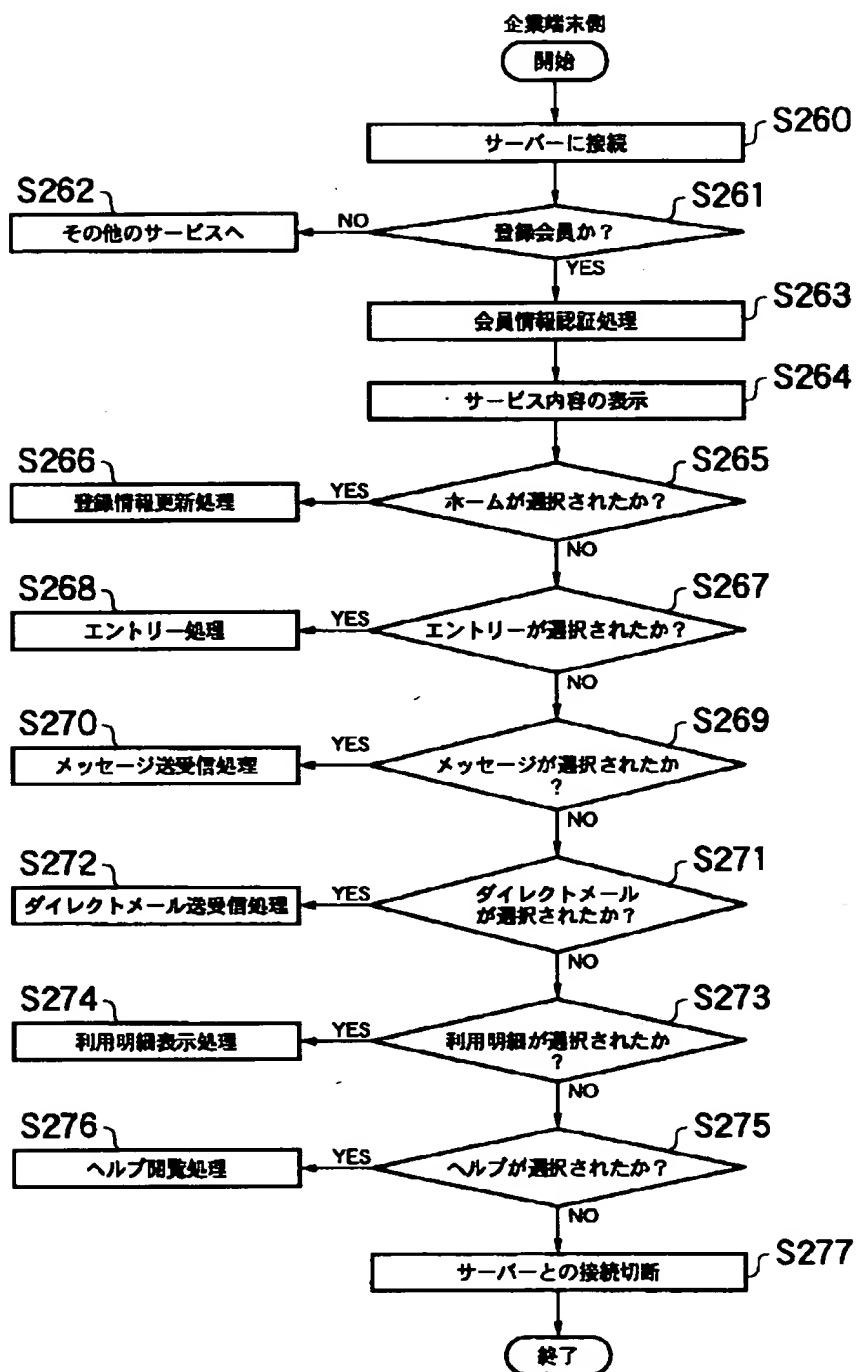 企業端末側
開始
S260
サーバーに接続
S262
S261
その他のサービスへ
NO
登録会員か？
YES
S263
会員情報認証処理
S264
サービス内容の表示
S266
S265
登録情報更新処理
YES
ホームが選択されたか？
NO
S268
S267
エントリー処理
YES
エントリーが選択されたか？
NO
S270
S269
メッセージ送受信処理
YES
メッセージが選択されたか
？
NO
S272
S271
ダイレクトメール送受信処理
YES
ダイレクトメール
が選択されたか？
NO
S274
S273
利用明細表示処理
YES
利用明細が選択されたか
？
NO
S276
S275
ヘルプ閲覧処理
YES
ヘルプが選択されたか？
NO
S277
サーバーとの接続切断
終了